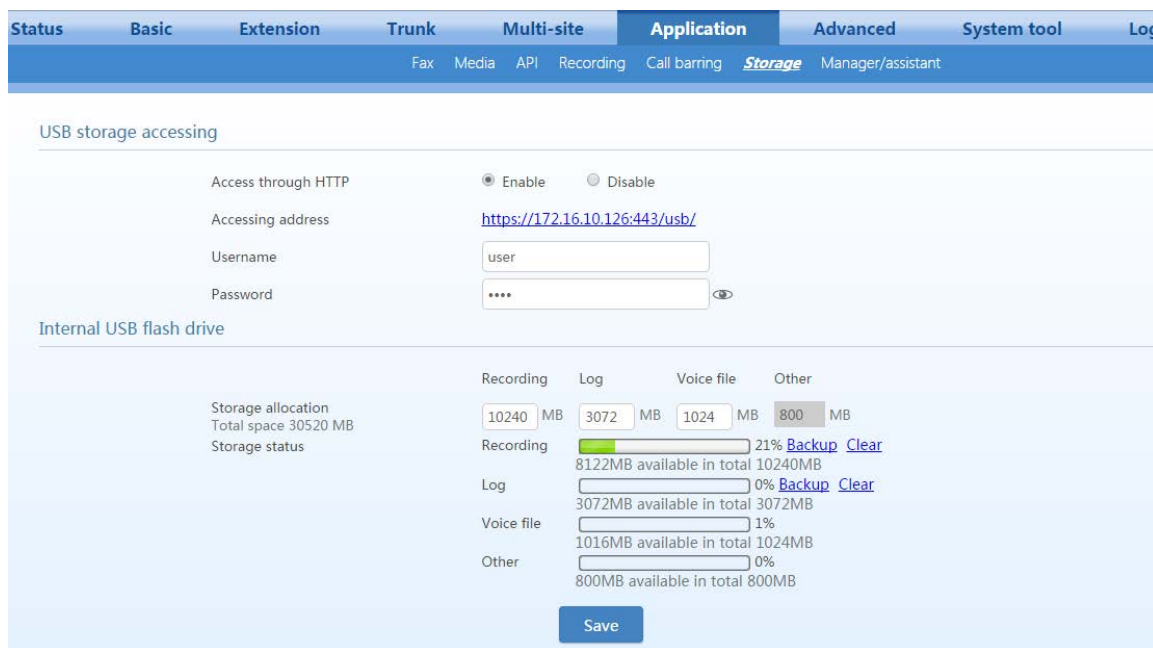 Status Basic Extension Trunk Multi-site Application Advanced System tool
Fax Media API Recording Call barring Storage Manager/assistant
USB storage accessing
Access through HTTP Enable Disable
Accessing address https://172.16.10.126:443/usb/
Username user
Password ••••
Internal USB flash drive
Recording Log Voice file Other
Storage allocation 10240 MB 3072 MB 1024 MB 800 MB
Total space 30520 MB
Storage status Recording 21% Backup Clear
8122MB available in total 10240MB
Log 0% Backup Clear
3072MB available in total 3072MB
Voice file 1%
1016MB available in total 1024MB
Other 0%
800MB available in total 800MB
Save